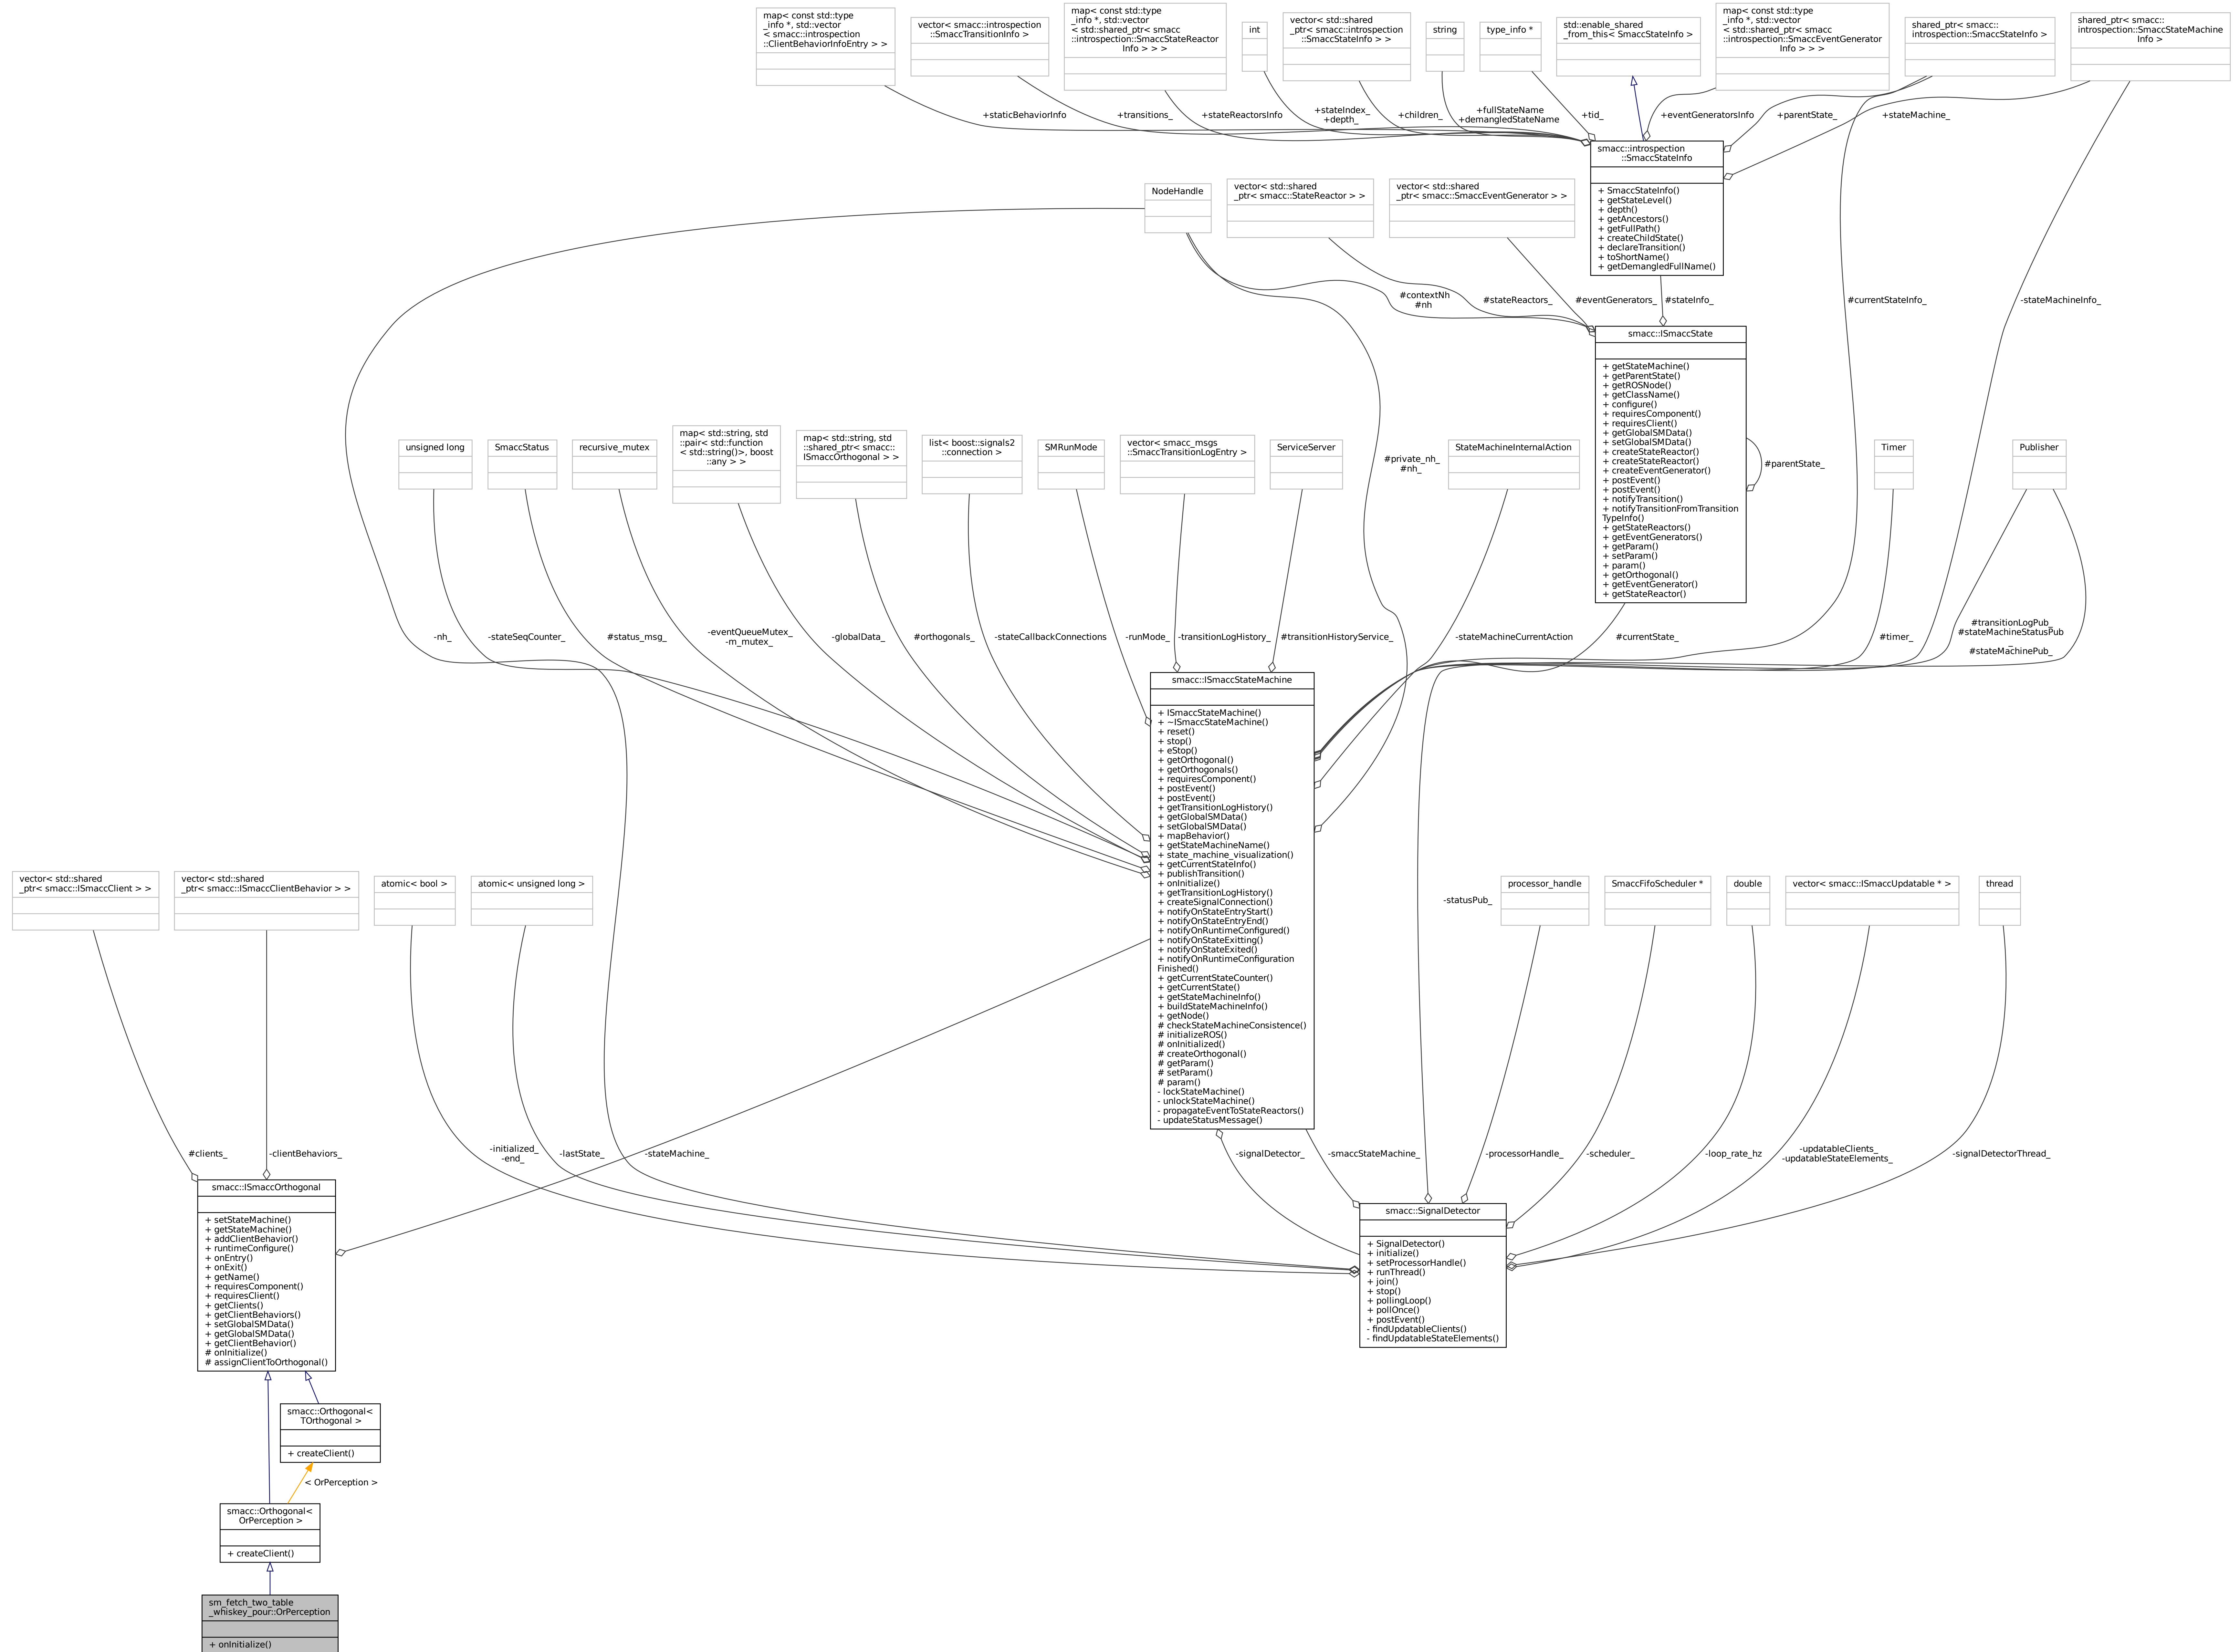 map< const std::type
_info *, std::vector
< smacc::introspection
::ClientBehaviorInfoEntry > >
vector< smacc::introspection
::SmaccTransitionInfo >
map< const std::type
_info *, std::vector
< std::shared_ptr< smacc
::introspection::SmaccStateReactor
Info > > >
int
vector< std::shared
_ptr< smacc::introspection
::SmaccStateInfo > >
string
type_info *
std::enable_shared
_from_this< SmaccStateInfo >
map< const std::type
_info *, std::vector
< std::shared_ptr< smacc
::introspection::SmaccEventGenerator
Info > > >
shared_ptr< smacc::
introspection::SmaccStateInfo >
shared_ptr< smacc::
introspection::SmaccStateMachine
Info >
+staticBehaviorInfo
+transitions_
+stateReactorsInfo
+stateIndex_
+depth_
+children_
+fullStateName
+demangledStateName
+tid_
+eventGeneratorsInfo
+parentState_
+stateMachine_
smacc::introspection
::SmaccStateInfo
+ SmaccStateInfo()
+ getStateLevel()
+ depth()
+ getAncestors()
+ getFullPath()
+ createChildState()
+ declareTransition()
+ toShortName()
+ getDemangledFullName()
NodeHandle
vector< std::shared
_ptr< smacc::StateReactor > >
vector< std::shared
_ptr< smacc::SmaccEventGenerator > >
#contextNh
#nh
#stateReactors_
#eventGenerators_
#stateInfo_
#currentStateInfo_
-stateMachineInfo_
smacc::ISmaccState
+ getStateMachine()
+ getParentState()
+ getROSNode()
+ getClassName()
+ configure()
+ requiresComponent()
+ requiresClient()
+ getGlobalSMData()
+ setGlobalSMData()
+ createStateReactor()
+ createStateReactor()
+ createEventGenerator()
+ postEvent()
+ postEvent()
+ notifyTransition()
+ notifyTransitionFromTransition
TypeInfo()
+ getStateReactors()
+ getEventGenerators()
+ getParam()
+ setParam()
+ param()
+ getOrthogonal()
+ getEventGenerator()
+ getStateReactor()
#parentState_
unsigned long
SmaccStatus
recursive_mutex
map< std::string, std
::pair< std::function
< std::string()>, boost
::any > >
map< std::string, std
::shared_ptr< smacc::
ISmaccOrthogonal > >
list< boost::signals2
::connection >
SMRunMode
vector< smacc_msgs
::SmaccTransitionLogEntry >
ServiceServer
#private_nh_
#nh_
StateMachineInternalAction
Timer
Publisher
-nh_
-stateSeqCounter_
#status_msg_
-eventQueueMutex_
-m_mutex_
-globalData_
#orthogonals_
-stateCallbackConnections
-runMode_
-transitionLogHistory_
#transitionHistoryService_
-stateMachineCurrentAction
#currentState_
#timer_
#transitionLogPub_
#stateMachineStatusPub
_
#stateMachinePub_
smacc::ISmaccStateMachine
+ ISmaccStateMachine()
+ ~ISmaccStateMachine()
+ reset()
+ stop()
+ eStop()
+ getOrthogonal()
+ getOrthogonals()
+ requiresComponent()
+ postEvent()
+ postEvent()
+ getTransitionLogHistory()
+ getGlobalSMData()
+ setGlobalSMData()
+ mapBehavior()
+ getStateMachineName()
+ state_machine_visualization()
+ getCurrentStateInfo()
+ publishTransition()
+ onInitialize()
+ getTransitionLogHistory()
+ createSignalConnection()
+ notifyOnStateEntryStart()
+ notifyOnStateEntryEnd()
+ notifyOnRuntimeConfigured()
+ notifyOnStateExitting()
+ notifyOnStateExited()
+ notifyOnRuntimeConfiguration
Finished()
+ getCurrentStateCounter()
+ getCurrentState()
+ getStateMachineInfo()
+ buildStateMachineInfo()
+ getNode()
# checkStateMachineConsistence()
# initializeROS()
# onInitialized()
# createOrthogonal()
# getParam()
# setParam()
# param()
- lockStateMachine()
- unlockStateMachine()
- propagateEventToStateReactors()
- updateStatusMessage()
vector< std::shared
_ptr< smacc::ISmaccClient > >
vector< std::shared
_ptr< smacc::ISmaccClientBehavior > >
atomic< bool >
atomic< unsigned long >
-statusPub_
processor_handle
SmaccFifoScheduler *
double
vector< smacc::ISmaccUpdatable * >
thread
#clients_
-clientBehaviors_
-initialized_
-end_
-lastState_
-stateMachine_
-signalDetector_
-smaccStateMachine_
-processorHandle_
-scheduler_
-loop_rate_hz
-updatableClients_
-updatableStateElements_
-signalDetectorThread_
smacc::ISmaccOrthogonal
+ setStateMachine()
+ getStateMachine()
+ addClientBehavior()
+ runtimeConfigure()
+ onEntry()
+ onExit()
+ getName()
+ requiresComponent()
+ requiresClient()
+ getClients()
+ getClientBehaviors()
+ setGlobalSMData()
+ getGlobalSMData()
+ getClientBehavior()
# onInitialize()
# assignClientToOrthogonal()
smacc::SignalDetector
+ SignalDetector()
+ initialize()
+ setProcessorHandle()
+ runThread()
+ join()
+ stop()
+ pollingLoop()
+ pollOnce()
+ postEvent()
- findUpdatableClients()
- findUpdatableStateElements()
smacc::Orthogonal<
TOrthogonal >
+ createClient()
< OrPerception >
smacc::Orthogonal<
OrPerception >
+ createClient()
sm_fetch_two_table
_whiskey_pour::OrPerception
+ onInitialize()